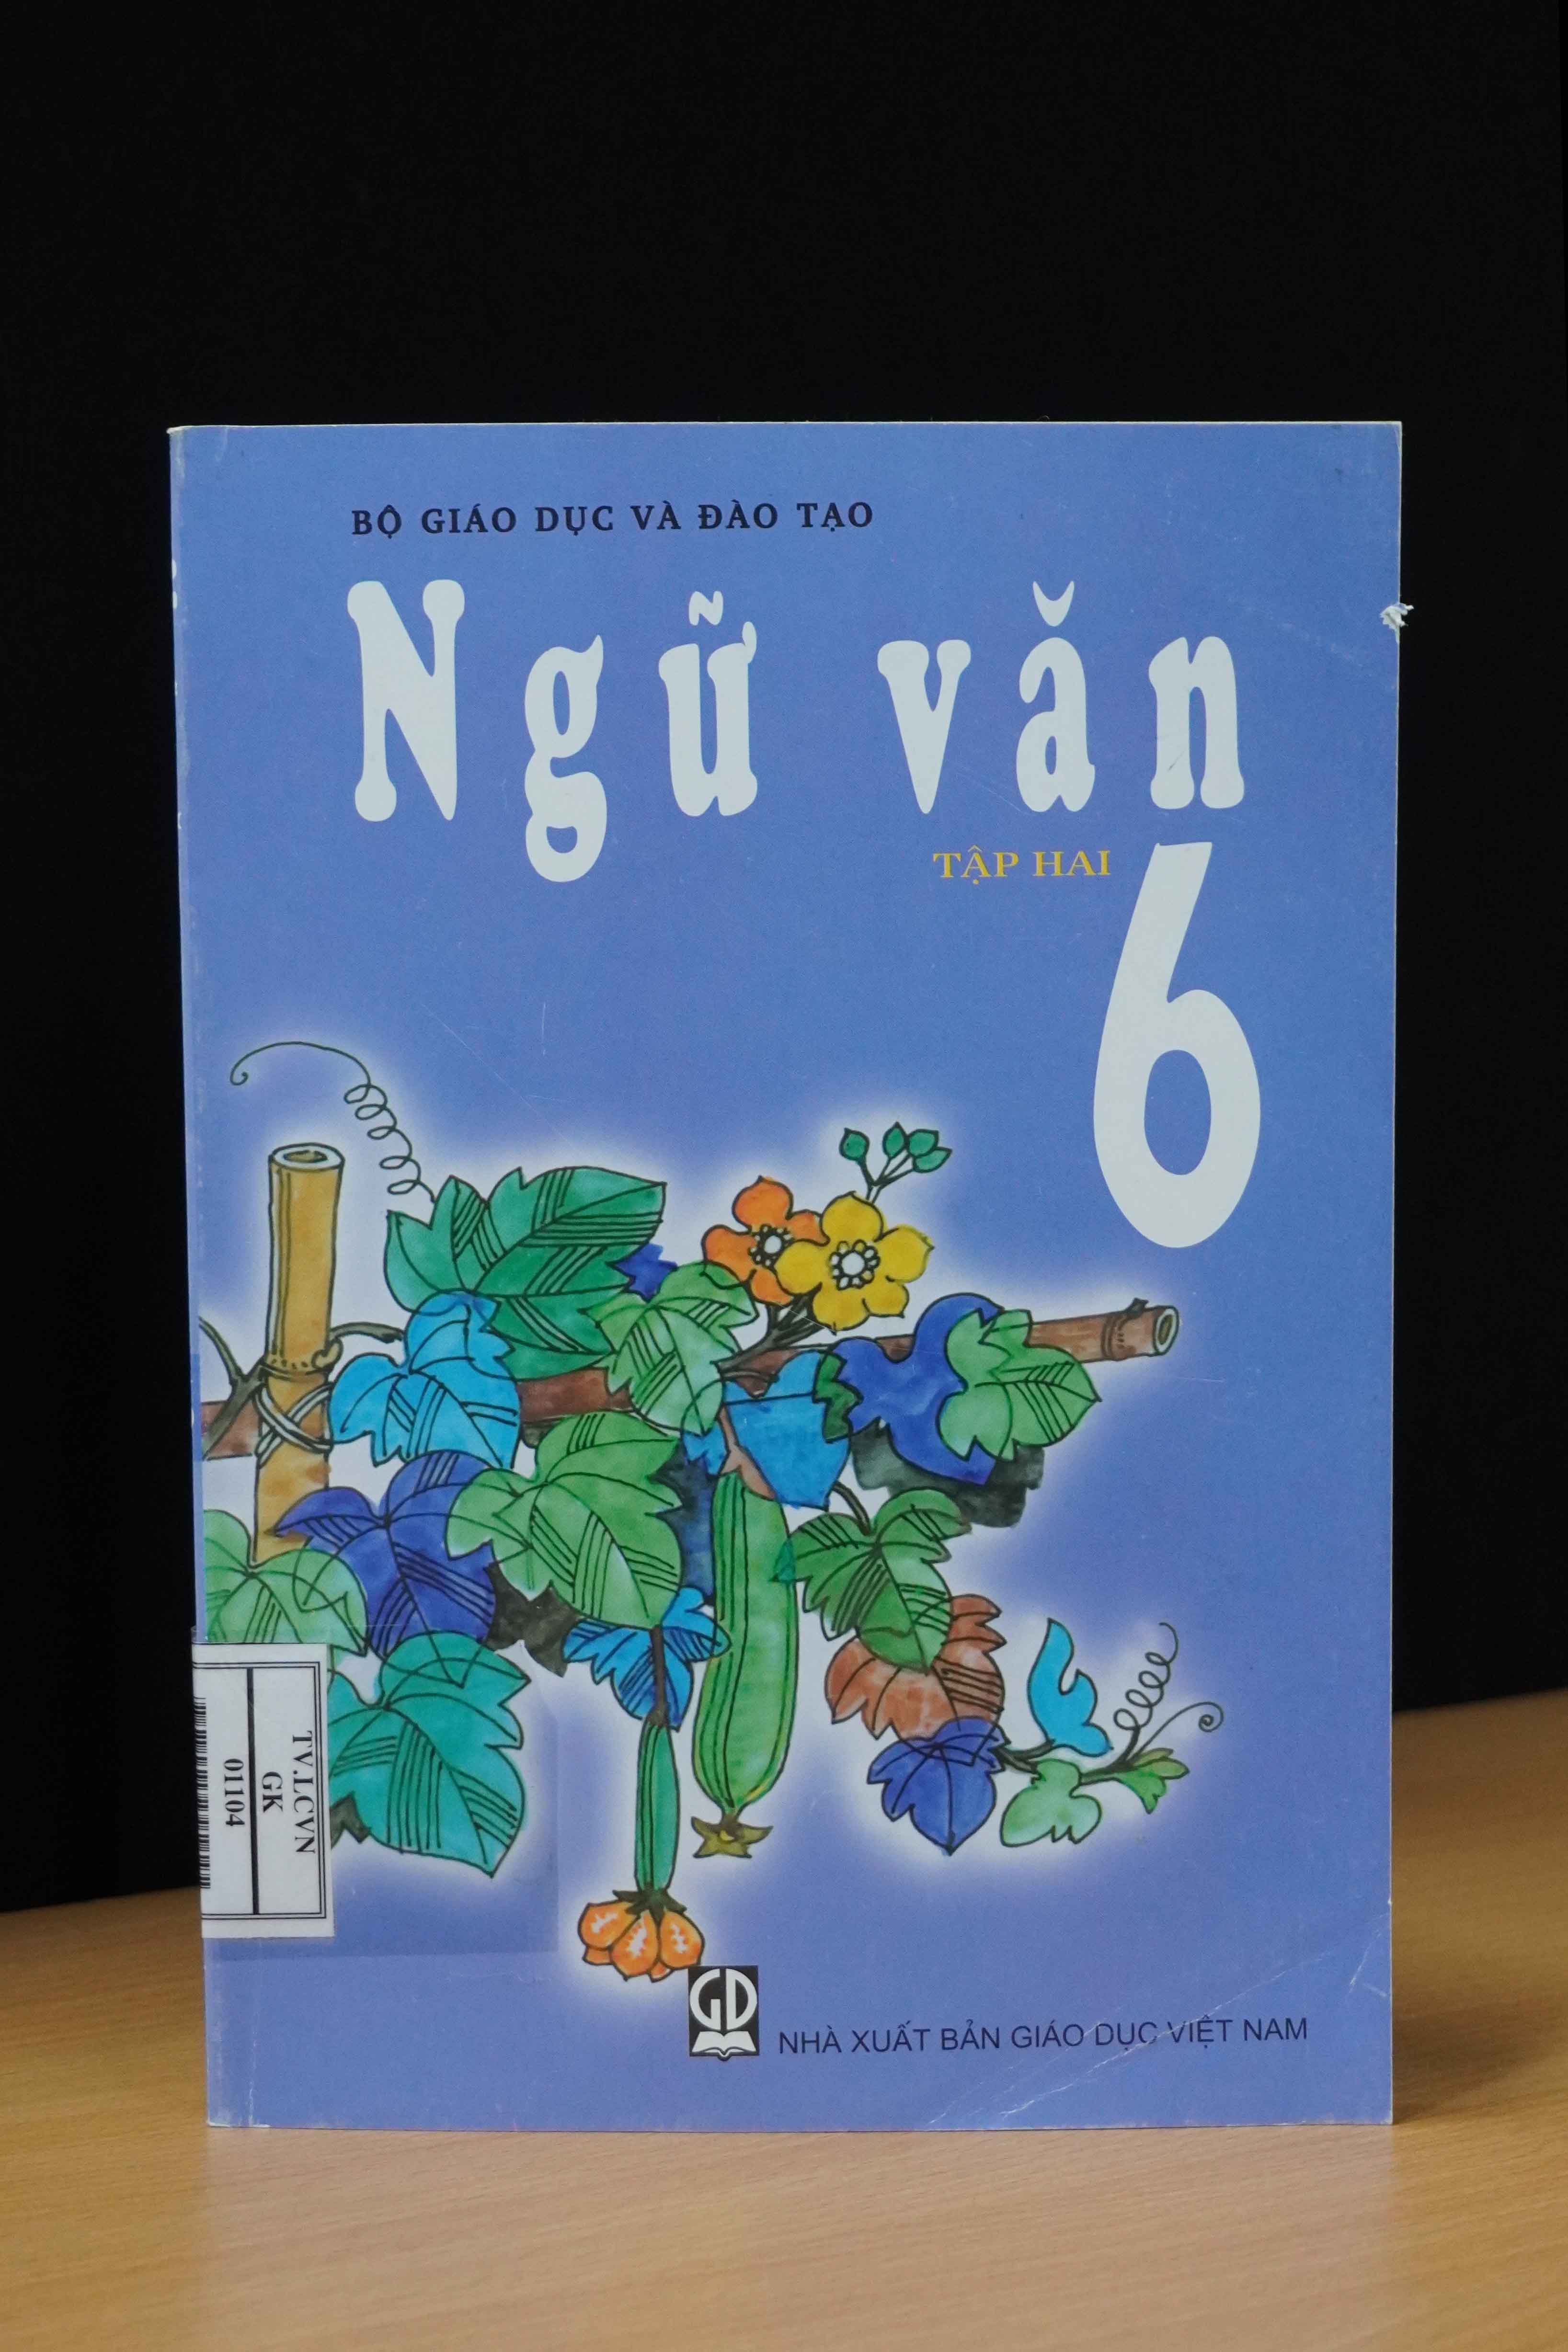 BỘ GIÁO DỤC VÀ ĐÀO TẠO
Ngữ văn
TẬP HAI
6
TV.LCVN
GK
01104
GD
NHÀ XUẤT BẢN GIÁO DỤC VIỆT NAM